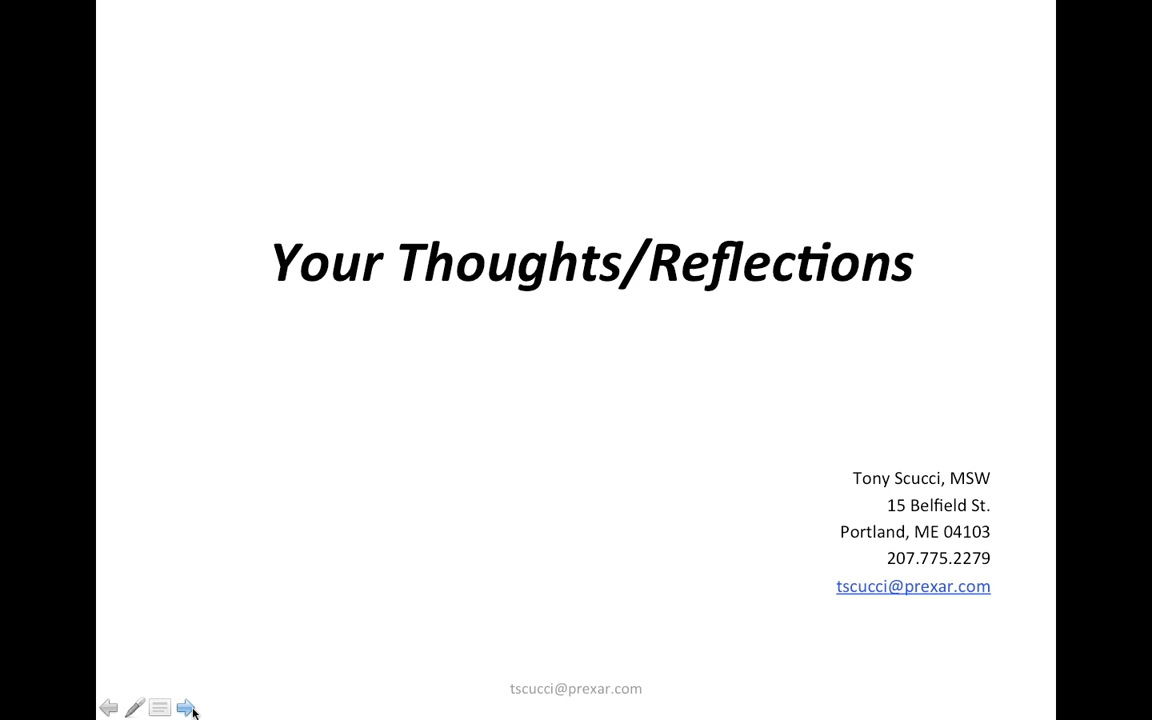 Your Thoughts/Reflections
Tony Scucci, MSW
15 Belfield St.
Portland, ME 04103
207.775.2279
tscucci@prexar.com
tscucci@prexar.com